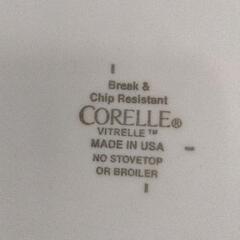 Break &
Chip Resistant
CORELLE®
VITRELLE™
MADE IN USA
NO STOVETOP
OR BROILER